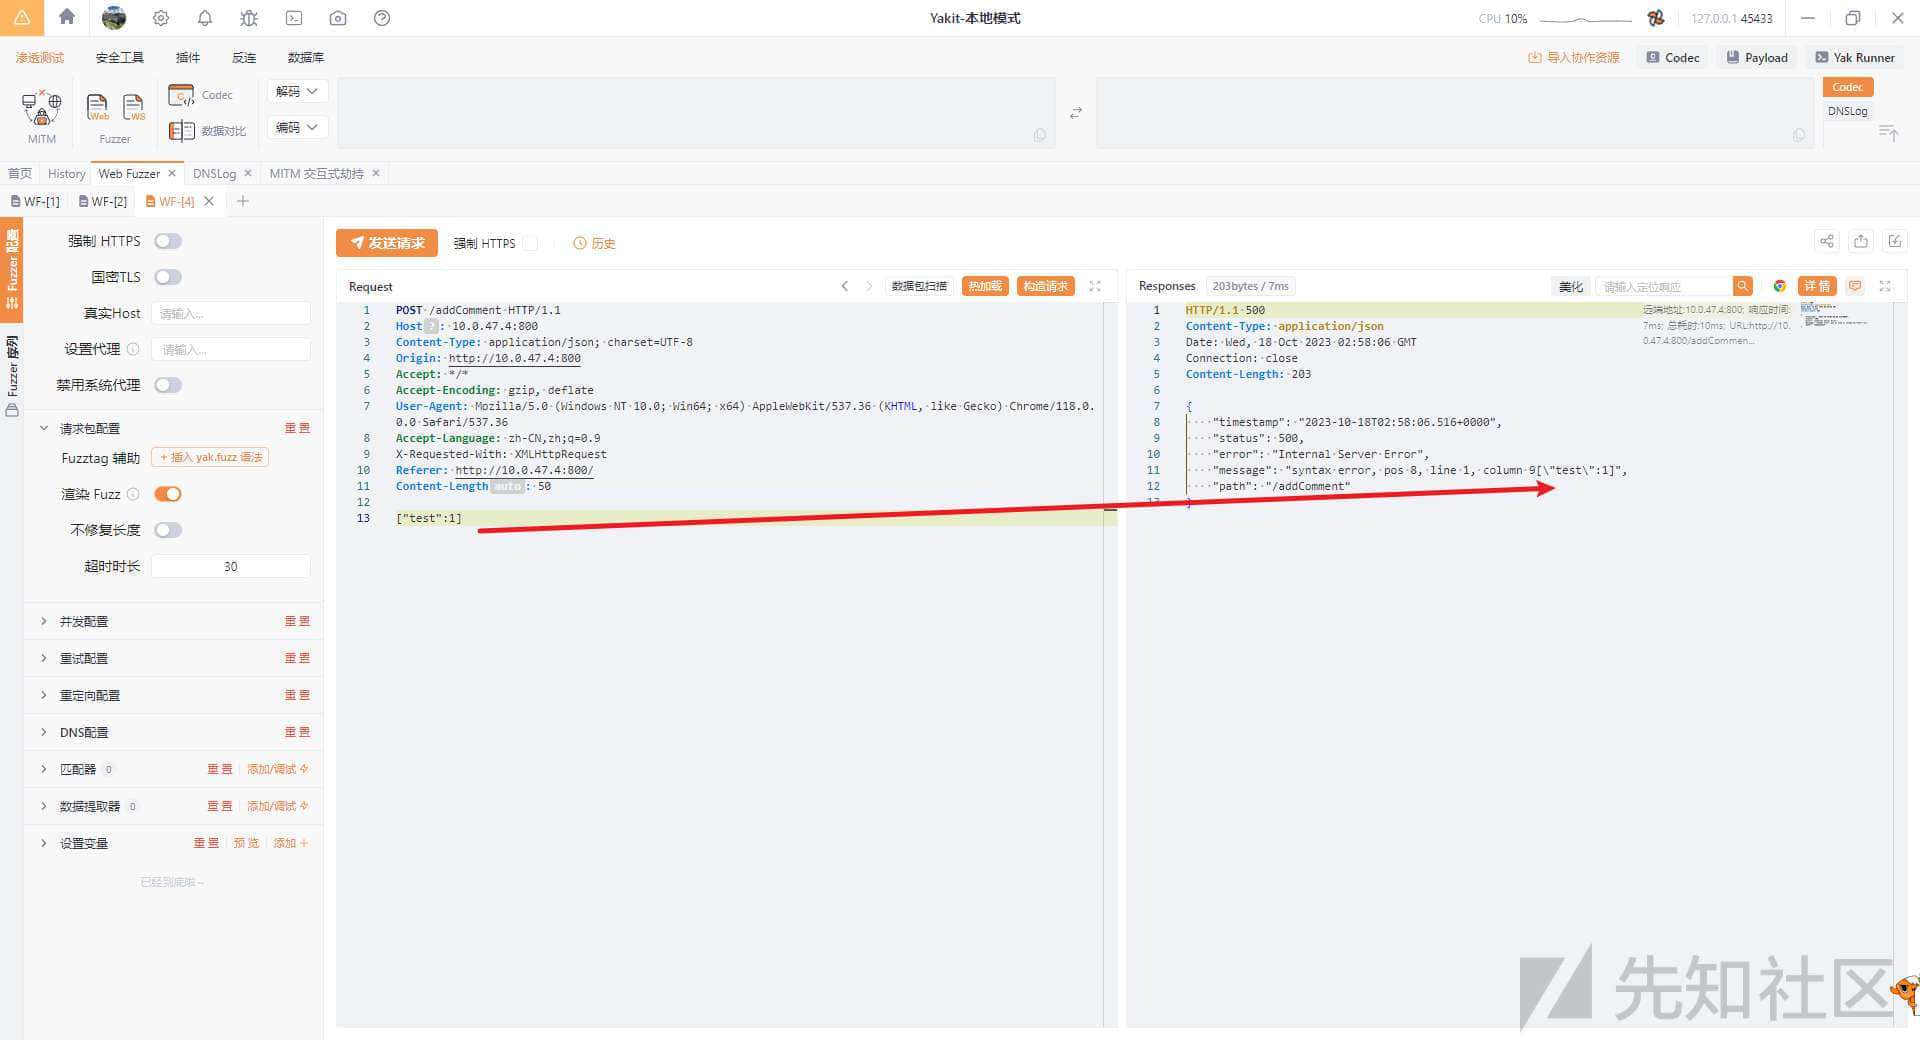 Yakit-本地模式
CPU 10%
127.0.0.1 45433
渗透测试
安全工具
插件
反连
数据库
导入协作资源
Codec
Payload
Yak Runner
MITM
Web
WS
Fuzzer
Codec
数据对比
解码
编码
Codec
DNSLog
首页
History
Web Fuzzer
DNSLog
MITM 交互式劫持
WF-[1]
WF-[2]
WF-[4]
Fuzzer 配置
Fuzzer 序列
强制 HTTPS
国密TLS
真实Host
请输入...
设置代理
请输入...
禁用系统代理
请求包配置
重置
Fuzztag 辅助
+ 插入 yak.fuzz 语法
渲染 Fuzz
不修复长度
超时时长
30
并发配置
重置
重试配置
重置
重定向配置
重置
DNS配置
重置
匹配器 0
重置
添加/调试
数据提取器 0
重置
添加/调试
设置变量
重置
预览
添加
已经到底啦~
发送请求
强制 HTTPS
历史
Request
数据包扫描
热加载
构造请求
1 POST /addComment HTTP/1.1
2 Host ? : 10.0.47.4:800
3 Content-Type: application/json; charset=UTF-8
4 Origin: http://10.0.47.4:800
5 Accept: */*
6 Accept-Encoding: gzip, deflate
7 User-Agent: Mozilla/5.0 (Windows NT 10.0; Win64; x64) AppleWebKit/537.36 (KHTML, like Gecko) Chrome/118.0.
0.0 Safari/537.36
8 Accept-Language: zh-CN,zh;q=0.9
9 X-Requested-With: XMLHttpRequest
10 Referer: http://10.0.47.4:800/
11 Content-Length auto : 50
12
13 ["test":1]
Responses
203bytes / 7ms
美化
请输入定位响应
详情
1 HTTP/1.1 500
2 Content-Type: application/json
3 Date: Wed, 18 Oct 2023 02:58:06 GMT
4 Connection: close
5 Content-Length: 203
6
7 {
8 "timestamp": "2023-10-18T02:58:06.516+0000",
9 "status": 500,
10 "error": "Internal Server Error",
11 "message": "syntax error, pos 8, line 1, column 9[\"test\":1]",
12 "path": "/addComment"
13 }
远端地址:10.0.47.4:800; 响应时间:
7ms; 总耗时:10ms; URL:http://10.
0.47.4:800/addCommen...
先知社区